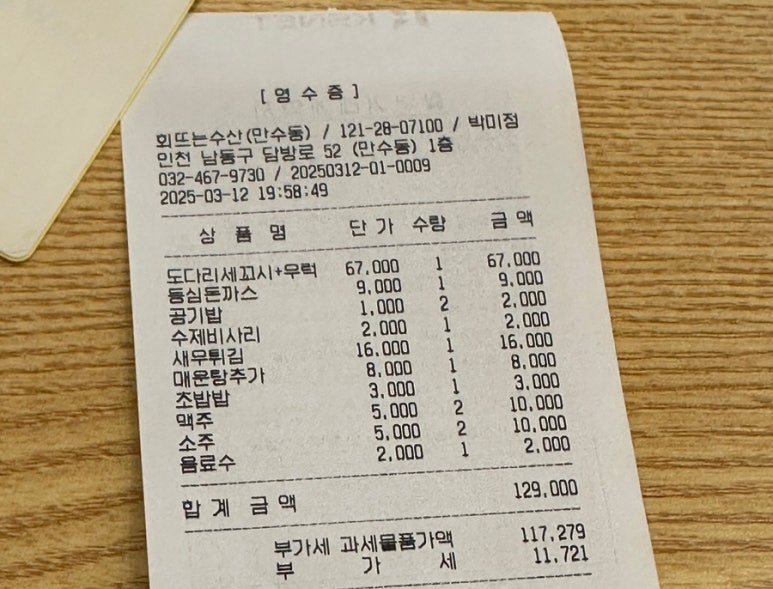 [ 영 수 증 ]
회뜨는수산(만수동) / 121-28-07100 / 박미점
인천 남동구 담방로 52 (만수동) 1층
032-467-9730 / 20250312-01-0009
2025-03-12 19:58:49
상 품 명 단 가 수량 금 액
도다리세꼬시+우럭 67,000 1 67,000
등심돈까스 9,000 1 9,000
공기밥 1,000 2 2,000
수제비사리 2,000 1 2,000
새우튀김 16,000 1 16,000
매운탕추가 8,000 1 8,000
초밥밥 3,000 1 3,000
맥주 5,000 2 10,000
소주 5,000 2 10,000
음료수 2,000 1 2,000
합 계 금 액 129,000
부가세 과세물품가액 117,279
부 가 세 11,721